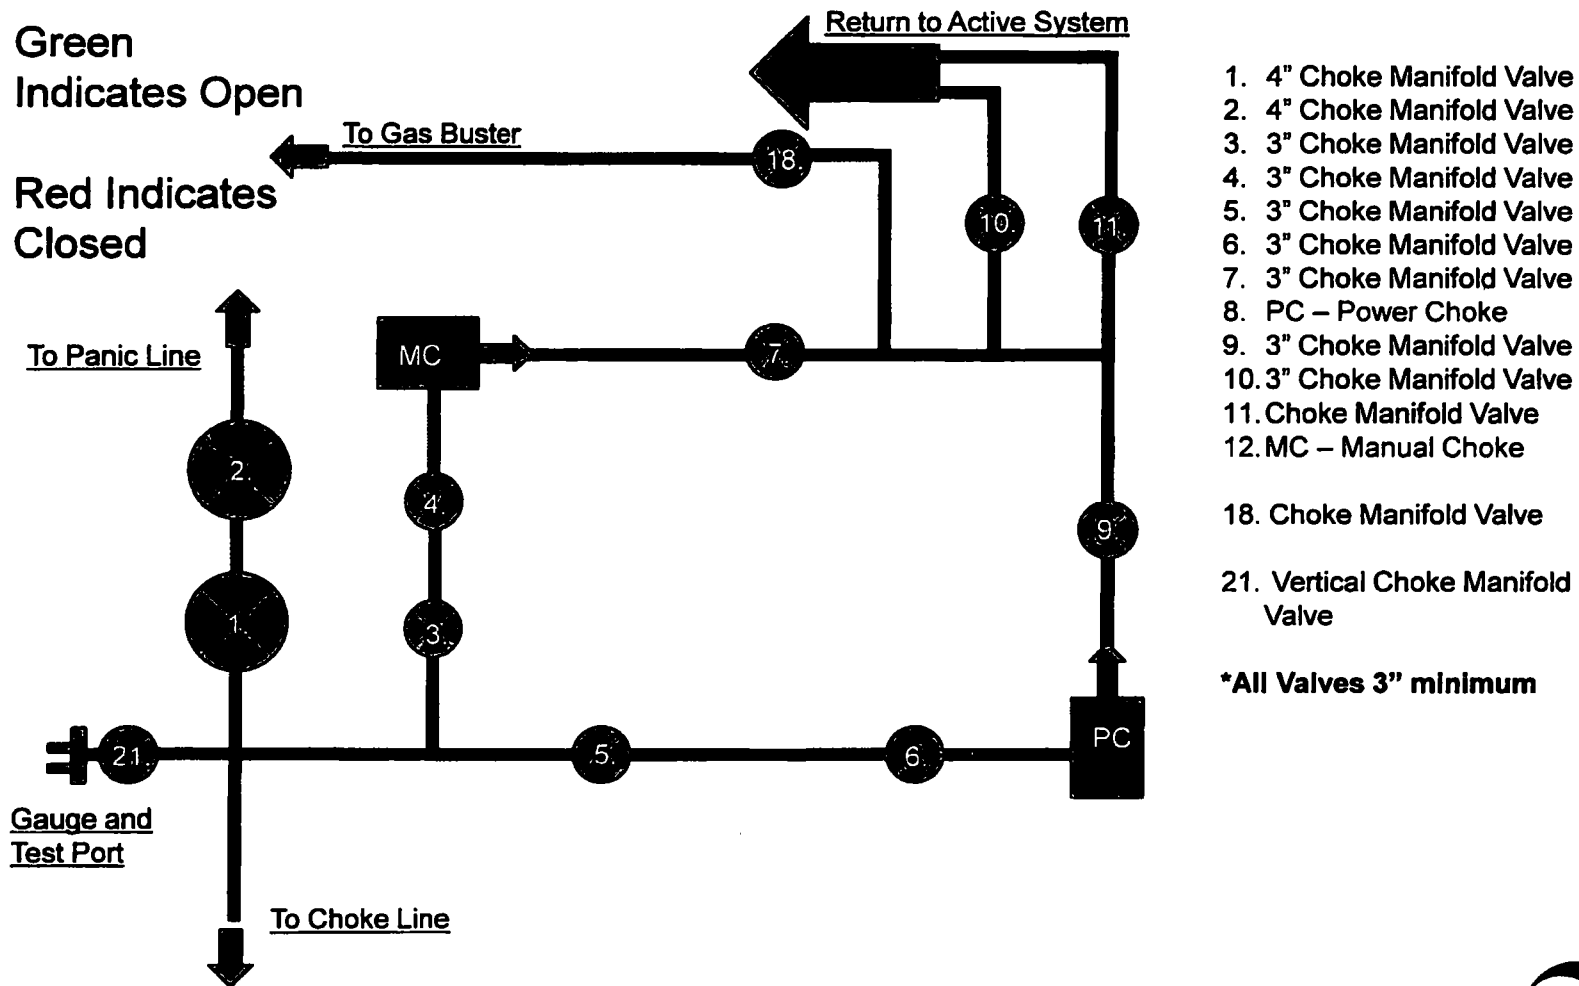 Green
Indicates Open
Red Indicates
Closed
Return to Active System
To Gas Buster
18.
10.
11.
To Panic Line
MC
7.
2.
4.
9.
1.
3.
21.
5.
6.
PC
Gauge and
Test Port
To Choke Line
1. 4" Choke Manifold Valve
2. 4" Choke Manifold Valve
3. 3" Choke Manifold Valve
4. 3" Choke Manifold Valve
5. 3" Choke Manifold Valve
6. 3" Choke Manifold Valve
7. 3" Choke Manifold Valve
8. PC – Power Choke
9. 3" Choke Manifold Valve
10. 3" Choke Manifold Valve
11. Choke Manifold Valve
12. MC – Manual Choke
18. Choke Manifold Valve
21. Vertical Choke Manifold
Valve
*All Valves 3" minimum